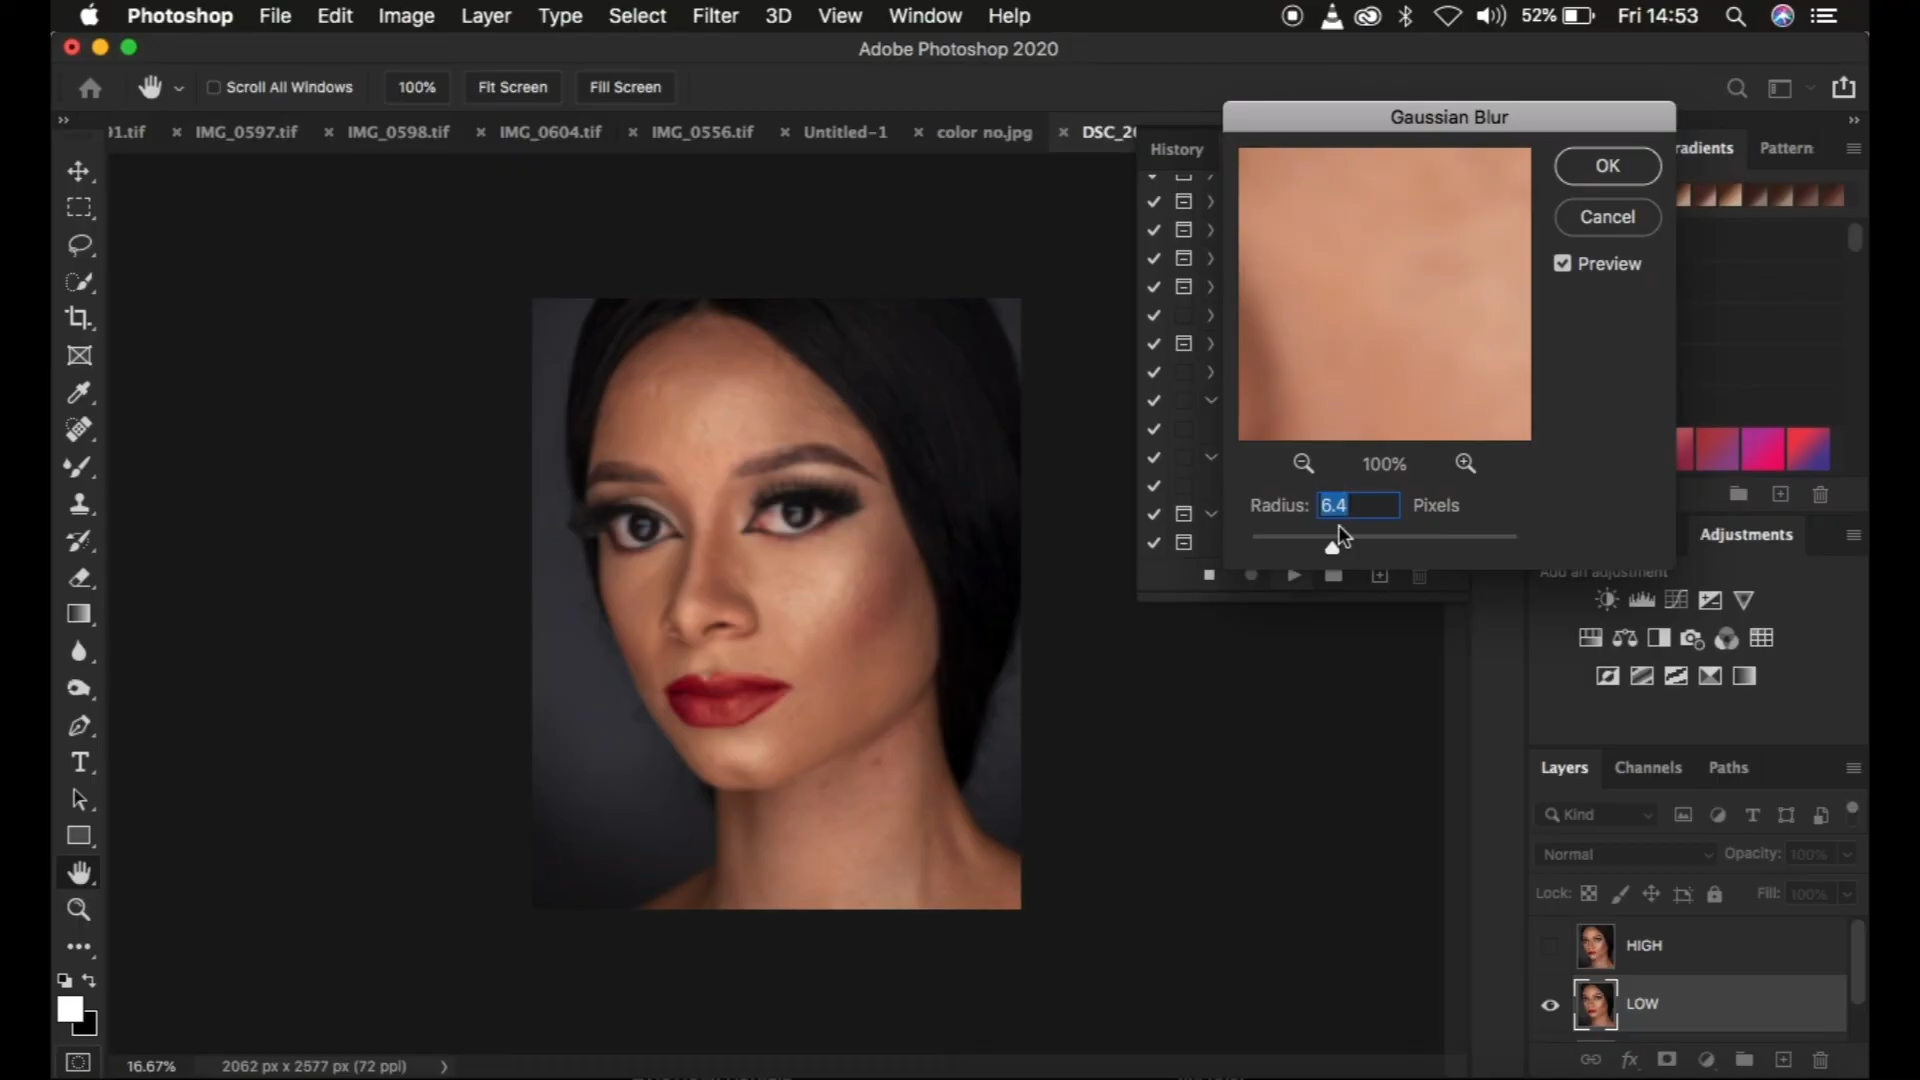 Photoshop File Edit Image Layer Type Select Filter 3D View Window Help 52% Fri 14:53
Adobe Photoshop 2020
Scroll All Windows 100% Fit Screen Fill Screen
91.tif IMG_0597.tif IMG_0598.tif IMG_0604.tif IMG_0556.tif Untitled-1 color no.jpg DSC_20
History
Gaussian Blur
OK
Cancel
Preview
100%
Radius: 6.4 Pixels
radients Pattern
Adjustments
Add an adjustment
Layers Channels Paths
Kind
Normal Opacity: 100%
Lock: Fill: 100%
HIGH
LOW
fx
16.67% 2062 px x 2577 px (72 ppi)